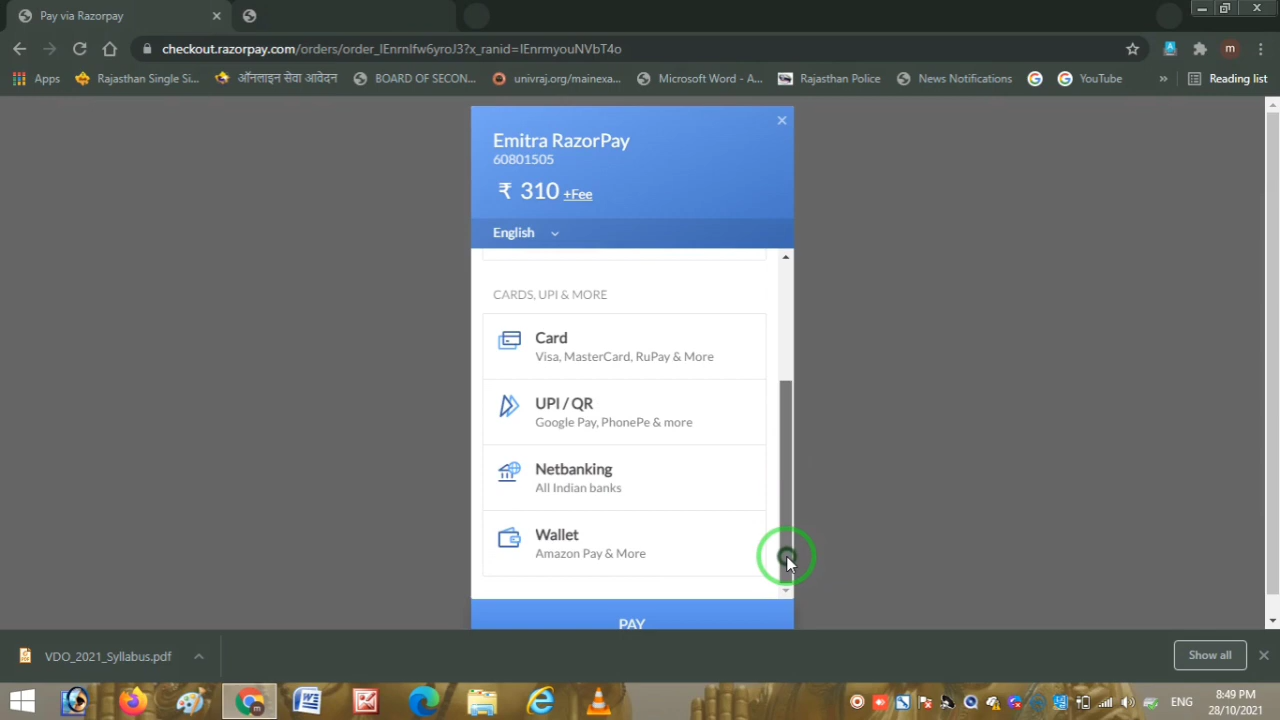 Pay via Razorpay
checkout.razorpay.com/orders/order_IEnrnIfw6yroJ3?x_ranid=IEnrmyouNVbT4o
m
Apps
Rajasthan Single Si...
ऑनलाइन सेवा आवेदन
BOARD OF SECON...
univraj.org/mainexa...
Microsoft Word - A...
Rajasthan Police
News Notifications
YouTube
»
Reading list
Emitra RazorPay
60801505
₹ 310 +Fee
English
CARDS, UPI & MORE
Card
Visa, MasterCard, RuPay & More
UPI / QR
Google Pay, PhonePe & more
Netbanking
All Indian banks
Wallet
Amazon Pay & More
PAY
VDO_2021_Syllabus.pdf
Show all
ENG
8:49 PM
28/10/2021